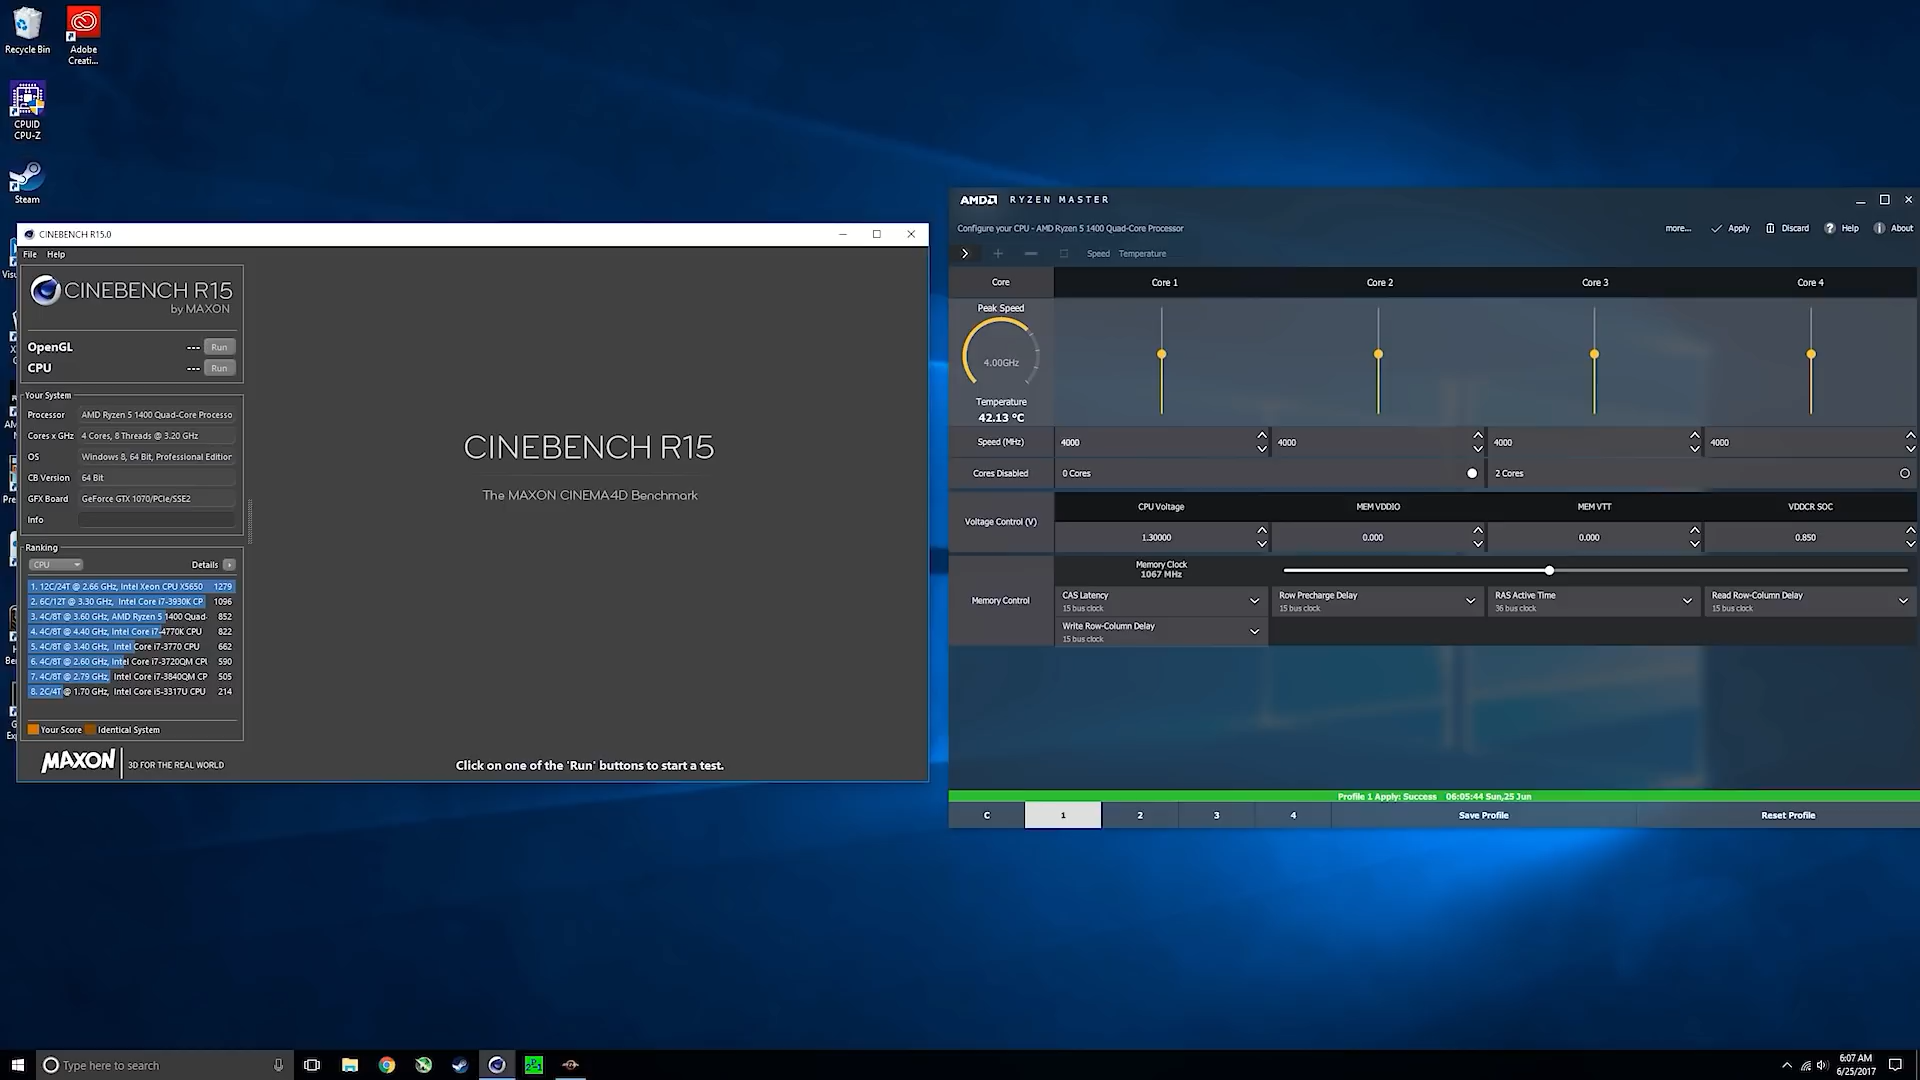 Recycle Bin
Adobe
Creati...
CPUID
CPU-Z
Steam
CINEBENCH R15.0
File Help
CINEBENCH R15
by MAXON
OpenGL --- Run
CPU --- Run
Your System
Processor AMD Ryzen 5 1400 Quad-Core Processo
Cores x GHz 4 Cores, 8 Threads @ 3.20 GHz
OS Windows 8, 64 Bit, Professional Edition
CB Version 64 Bit
GFX Board GeForce GTX 1070/PCIe/SSE2
Info
Ranking
CPU Details
1. 12C/24T @ 2.66 GHz, Intel Xeon CPU X5650 1279
2. 6C/12T @ 3.30 GHz, Intel Core i7-3930K CP 1096
3. 4C/8T @ 3.60 GHz, AMD Ryzen 5 1400 Quad- 852
4. 4C/8T @ 4.40 GHz, Intel Core i7-4770K CPU 822
5. 4C/8T @ 3.40 GHz, Intel Core i7-3770 CPU 662
6. 4C/8T @ 2.60 GHz, Intel Core i7-3720QM CPU 590
7. 4C/8T @ 2.79 GHz, Intel Core i7-3840QM CP 505
8. 2C/4T @ 1.70 GHz, Intel Core i5-3317U CPU 214
Your Score Identical System
MAXON 3D FOR THE REAL WORLD
CINEBENCH R15
The MAXON CINEMA4D Benchmark
Click on one of the 'Run' buttons to start a test.
AMD RYZEN MASTER
Configure your CPU - AMD Ryzen 5 1400 Quad-Core Processor more... Apply Discard Help About
Speed Temperature
Core Core 1 Core 2 Core 3 Core 4
Peak Speed
4.00GHz
Temperature
42.13 °C
Speed (MHz) 4000 4000 4000 4000
Cores Disabled 0 Cores 2 Cores
Voltage Control (V) CPU Voltage MEM VDDIO MEM VTT VDDCR SOC
1.30000 0.000 0.000 0.850
Memory Clock
1067 MHz
Memory Control
CAS Latency Row Precharge Delay RAS Active Time Read Row-Column Delay
15 bus clock 15 bus clock 36 bus clock 15 bus clock
Write Row-Column Delay
15 bus clock
Profile 1 Apply: Success 06:05:44 Sun,25 Jun
C 1 2 3 4 Save Profile Reset Profile
Type here to search
6:07 AM
6/25/2017